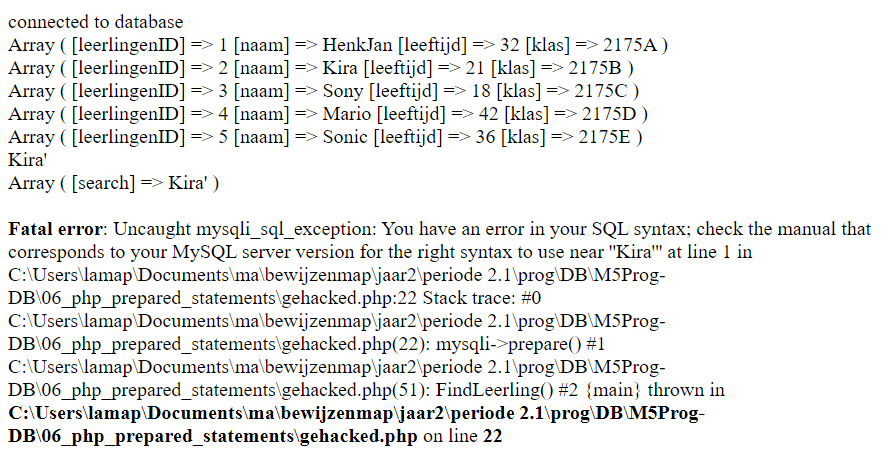 connected to database
Array ( [leerlingenID] => 1 [naam] => HenkJan [leeftijd] => 32 [klas] => 2175A )
Array ( [leerlingenID] => 2 [naam] => Kira [leeftijd] => 21 [klas] => 2175B )
Array ( [leerlingenID] => 3 [naam] => Sony [leeftijd] => 18 [klas] => 2175C )
Array ( [leerlingenID] => 4 [naam] => Mario [leeftijd] => 42 [klas] => 2175D )
Array ( [leerlingenID] => 5 [naam] => Sonic [leeftijd] => 36 [klas] => 2175E )
Kira'
Array ( [search] => Kira' )
Fatal error: Uncaught mysqli_sql_exception: You have an error in your SQL syntax; check the manual that
corresponds to your MySQL server version for the right syntax to use near ''Kira''' at line 1 in
C:\Users\lamap\Documents\ma\bewijzenmap\jaar2\periode 2.1\prog\DB\M5Prog-
DB\06_php_prepared_statements\gehacked.php:22 Stack trace: #0
C:\Users\lamap\Documents\ma\bewijzenmap\jaar2\periode 2.1\prog\DB\M5Prog-
DB\06_php_prepared_statements\gehacked.php(22): mysqli->prepare() #1
C:\Users\lamap\Documents\ma\bewijzenmap\jaar2\periode 2.1\prog\DB\M5Prog-
DB\06_php_prepared_statements\gehacked.php(51): FindLeerling() #2 {main} thrown in
C:\Users\lamap\Documents\ma\bewijzenmap\jaar2\periode 2.1\prog\DB\M5Prog-
DB\06_php_prepared_statements\gehacked.php on line 22